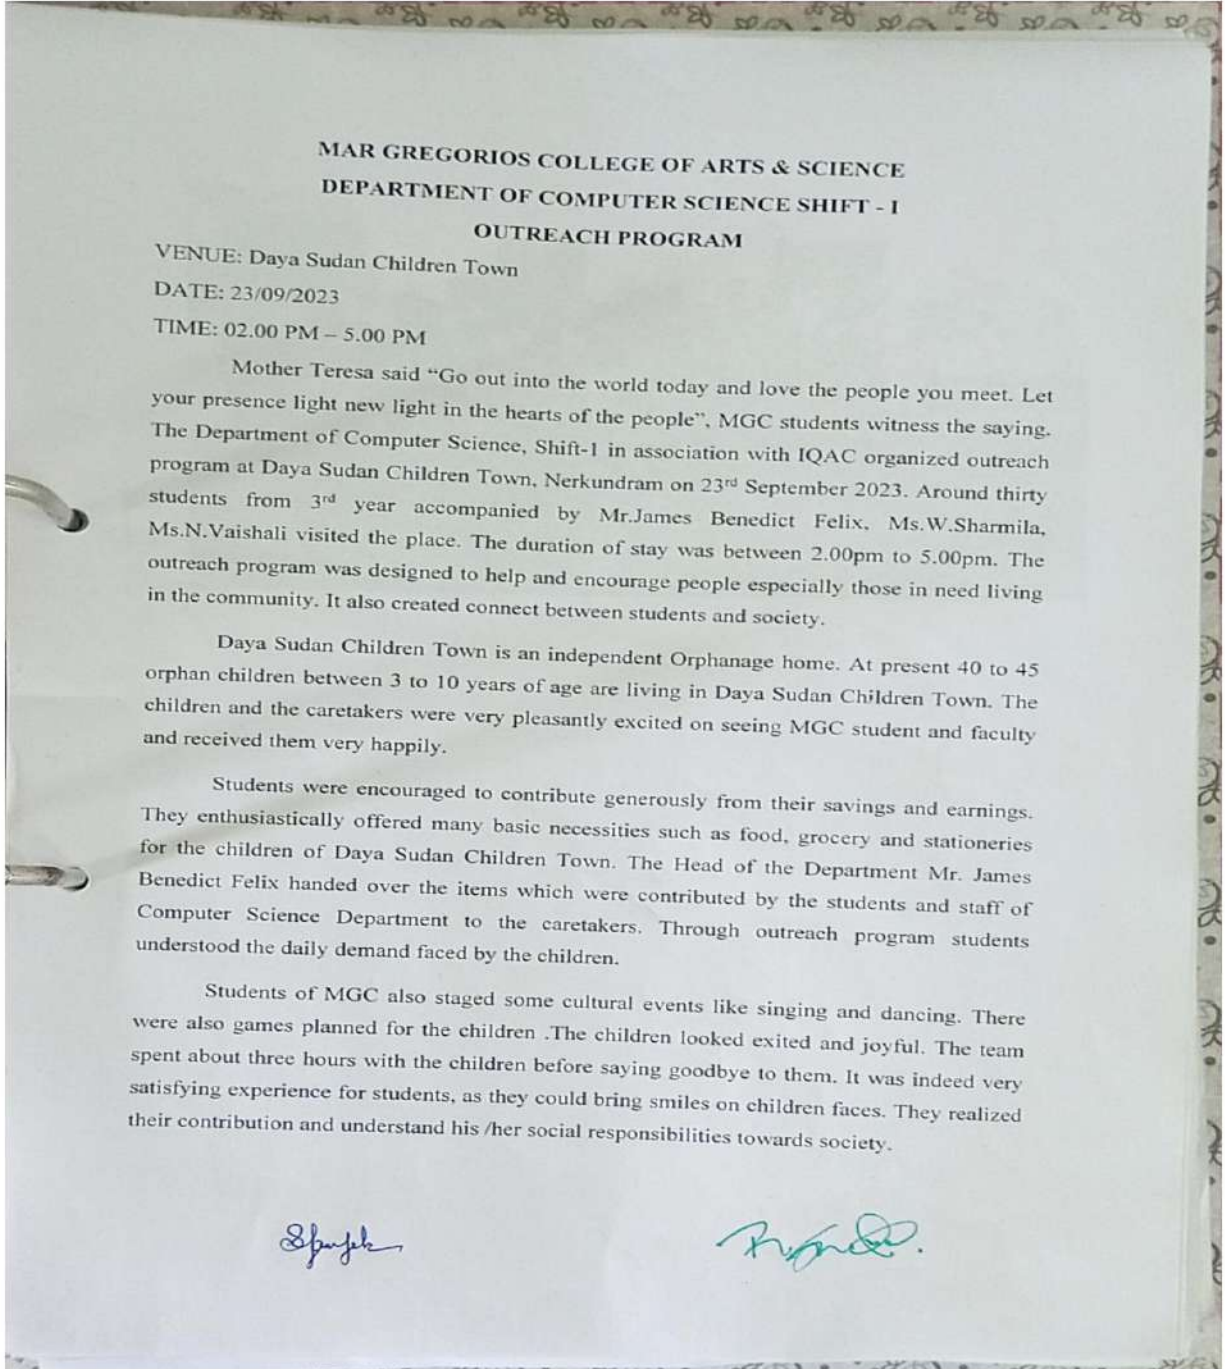 MAR GREGORIOS COLLEGE OF ARTS & SCIENCE
DEPARTMENT OF COMPUTER SCIENCE SHIFT - I
OUTREACH PROGRAM
VENUE: Daya Sudan Children Town
DATE: 23/09/2023
TIME: 02.00 PM – 5.00 PM
Mother Teresa said “Go out into the world today and love the people you meet. Let
your presence light new light in the hearts of the people”, MGC students witness the saying.
The Department of Computer Science, Shift-1 in association with IQAC organized outreach
program at Daya Sudan Children Town, Nerkundram on 23rd September 2023. Around thirty
students from 3rd year accompanied by Mr.James Benedict Felix, Ms.W.Sharmila,
Ms.N.Vaishali visited the place. The duration of stay was between 2.00pm to 5.00pm. The
outreach program was designed to help and encourage people especially those in need living
in the community. It also created connect between students and society.
Daya Sudan Children Town is an independent Orphanage home. At present 40 to 45
orphan children between 3 to 10 years of age are living in Daya Sudan Children Town. The
children and the caretakers were very pleasantly excited on seeing MGC student and faculty
and received them very happily.
Students were encouraged to contribute generously from their savings and earnings.
They enthusiastically offered many basic necessities such as food, grocery and stationeries
for the children of Daya Sudan Children Town. The Head of the Department Mr. James
Benedict Felix handed over the items which were contributed by the students and staff of
Computer Science Department to the caretakers. Through outreach program students
understood the daily demand faced by the children.
Students of MGC also staged some cultural events like singing and dancing. There
were also games planned for the children .The children looked exited and joyful. The team
spent about three hours with the children before saying goodbye to them. It was indeed very
satisfying experience for students, as they could bring smiles on children faces. They realized
their contribution and understand his /her social responsibilities towards society.